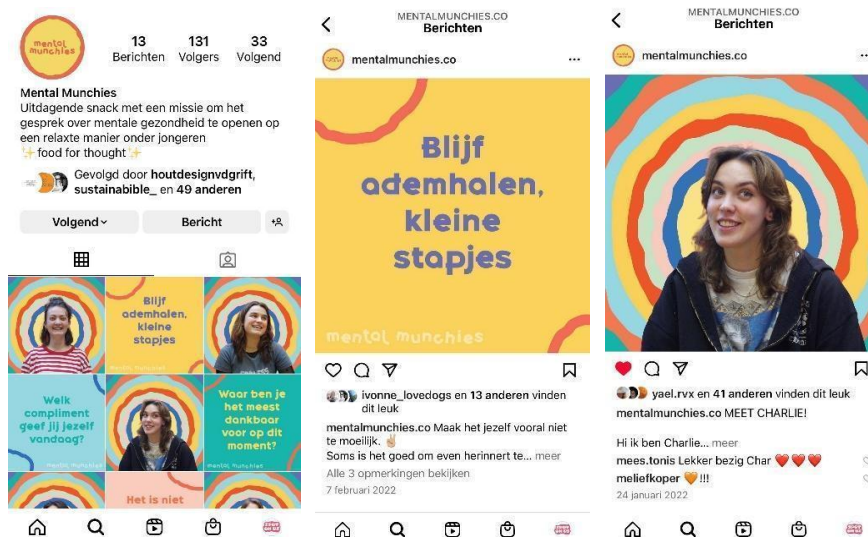 mental
munchies
13
131
33
Berichten
Volgers
Volgend
Mental Munchies
Uitdagende snack met een missie om het
gesprek over mentale gezondheid te openen op
een relaxte manier onder jongeren
✨food for thought✨
Gevolgd door houtdesignvdgrift,
sustainabible_ en 49 anderen
Volgend
Bericht
Blijf
ademhalen,
kleine
stapjes
mental munchies
Welk
compliment
geef jij jezelf
vandaag?
mental munchies
Waar ben je
het meest
dankbaar
voor op dit
moment?
mental munchies
Het is niet
MENTALMUNCHIES.CO
Berichten
mentalmunchies.co
Blijf
ademhalen,
kleine
stapjes
mental munchies
ivonne_lovedogs en 13 anderen vinden
dit leuk
mentalmunchies.co Maak het jezelf vooral niet
te moeilijk. ✌🏼
Soms is het goed om even herinnert te... meer
Alle 3 opmerkingen bekijken
7 februari 2022
MENTALMUNCHIES.CO
Berichten
mentalmunchies.co
yael.rvx en 41 anderen vinden dit leuk
mentalmunchies.co MEET CHARLIE!
Hi ik ben Charlie... meer
mees.tonis Lekker bezig Char ❤️❤️❤️
meliefkoper 🧡!!!
24 januari 2022